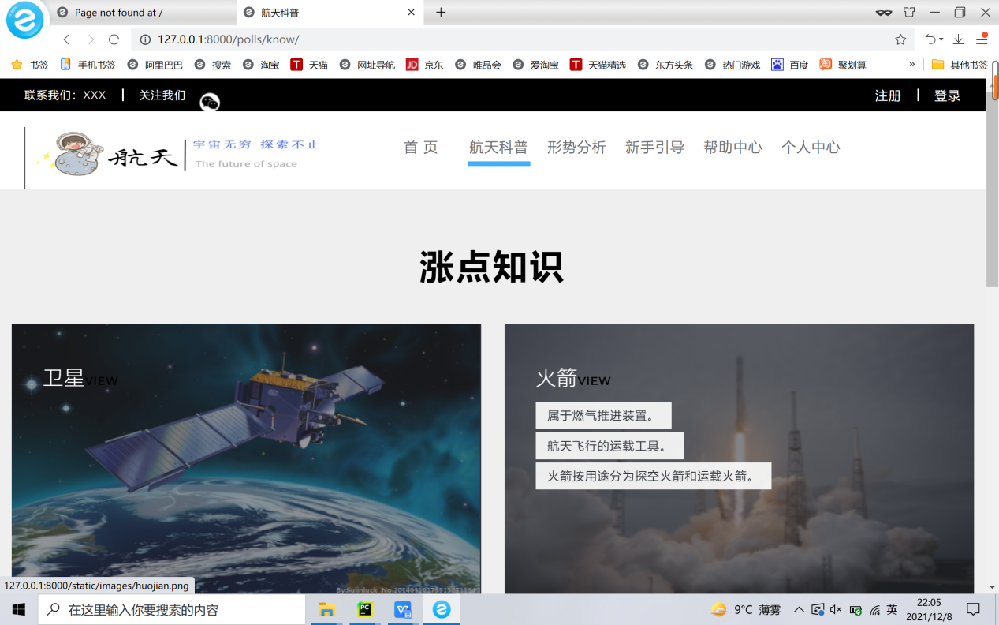 Page not found at /
航天科普
127.0.0.1:8000/polls/know/
书签 手机书签 阿里巴巴 搜索 淘宝 天猫 网址导航 京东 唯品会 爱淘宝 天猫精选 东方头条 热门游戏 百度 聚划算 » 其他书签
联系我们：XXX | 关注我们
注册 | 登录
航天
宇宙无穷 探索不止
The future of space
首 页 航天科普 形势分析 新手引导 帮助中心 个人中心
涨点知识
卫星VIEW
火箭VIEW
属于燃气推进装置。
航天飞行的运载工具。
火箭按用途分为探空火箭和运载火箭。
127.0.0.1:8000/static/images/huojian.png
在这里输入你要搜索的内容
9°C 薄雾
英
22:05
2021/12/8